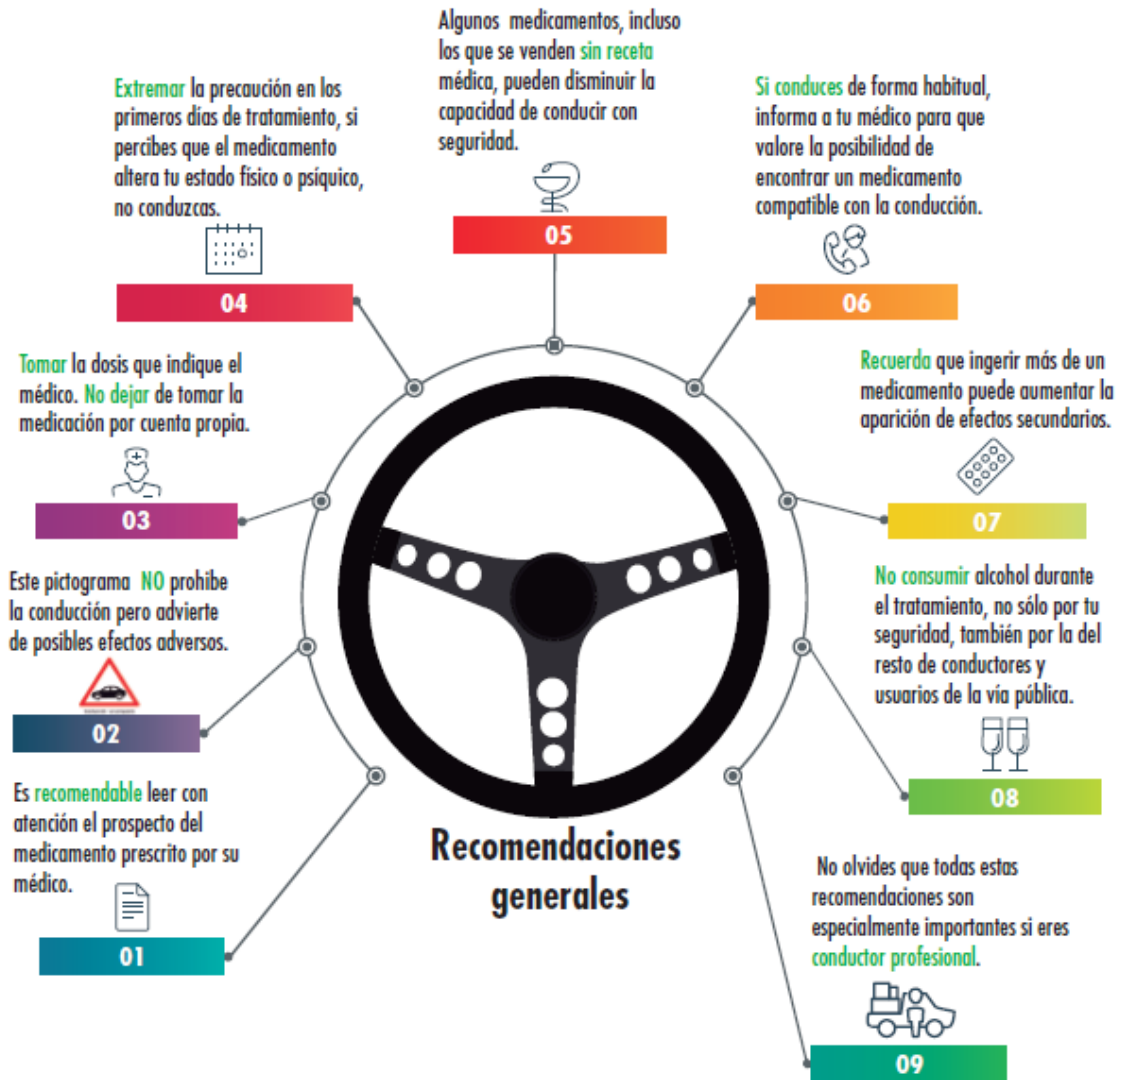 Algunos medicamentos, incluso
los que se venden sin receta
médica, pueden disminuir la
capacidad de conducir con
seguridad.
05
Extremar la precaución en los
primeros días de tratamiento, si
percibes que el medicamento
altera tu estado físico o psíquico,
no conduzcas.
04
Si conduces de forma habitual,
informa a tu médico para que
valore la posibilidad de
encontrar un medicamento
compatible con la conducción.
06
Tomar la dosis que indique el
médico. No dejar de tomar la
medicación por cuenta propia.
03
Recuerda que ingerir más de un
medicamento puede aumentar la
aparición de efectos secundarios.
07
Este pictograma NO prohibe
la conducción pero advierte
de posibles efectos adversos.
02
No consumir alcohol durante
el tratamiento, no sólo por tu
seguridad, también por la del
resto de conductores y
usuarios de la vía pública.
08
Es recomendable leer con
atención el prospecto del
medicamento prescrito por su
médico.
01
Recomendaciones
generales
No olvides que todas estas
recomendaciones son
especialmente importantes si eres
conductor profesional.
09